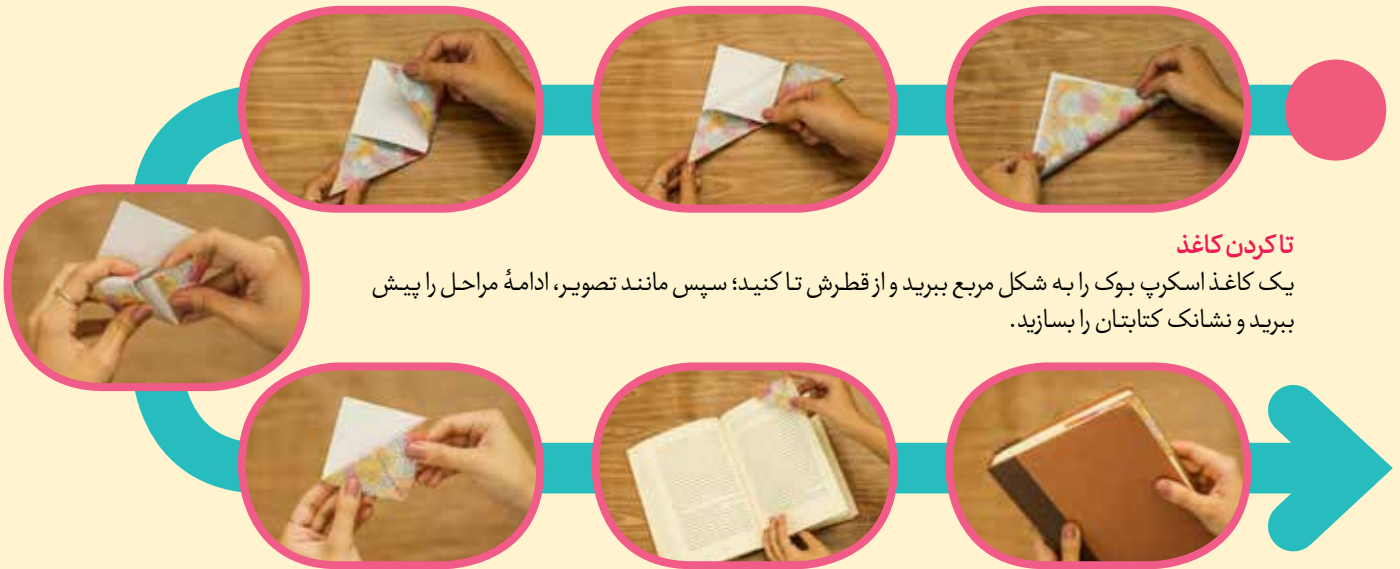 تا کردن کاغذ
یک کاغذ اسکرپ بوک را به شکل مربع ببرید و از قطرش تا کنید؛ سپس مانند تصویر، ادامۀ مراحل را پیش
ببرید و نشانک کتابتان را بسازید.